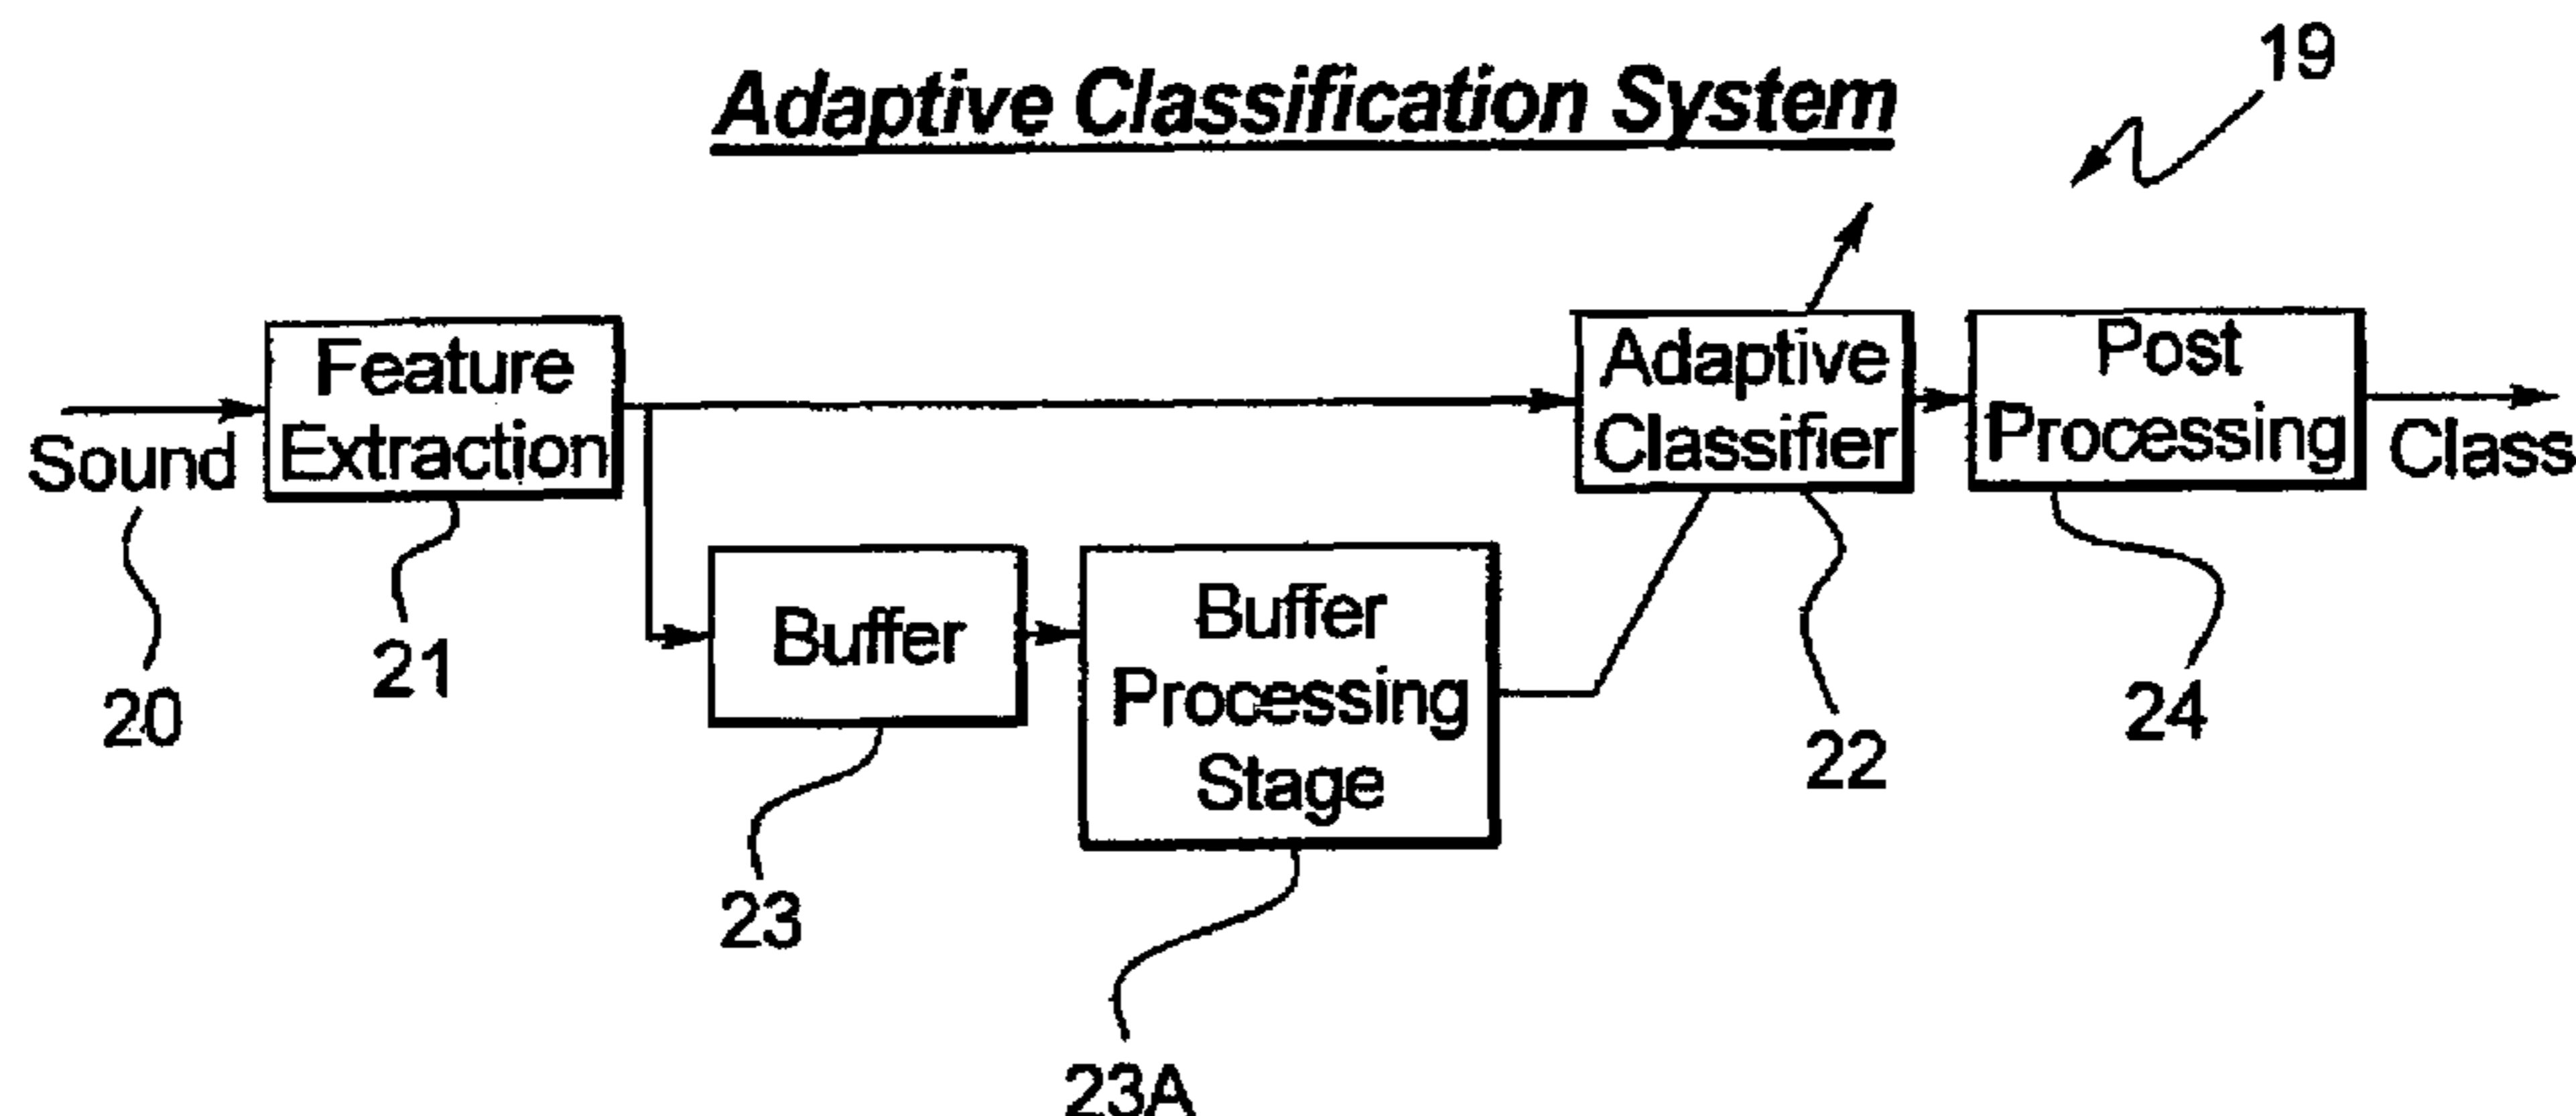 19
Adaptive Classification System
Sound
Feature
Extraction
Adaptive
Classifier
Post
Processing
Class
Buffer
Buffer
Processing
Stage
20
21
22
24
23
23A